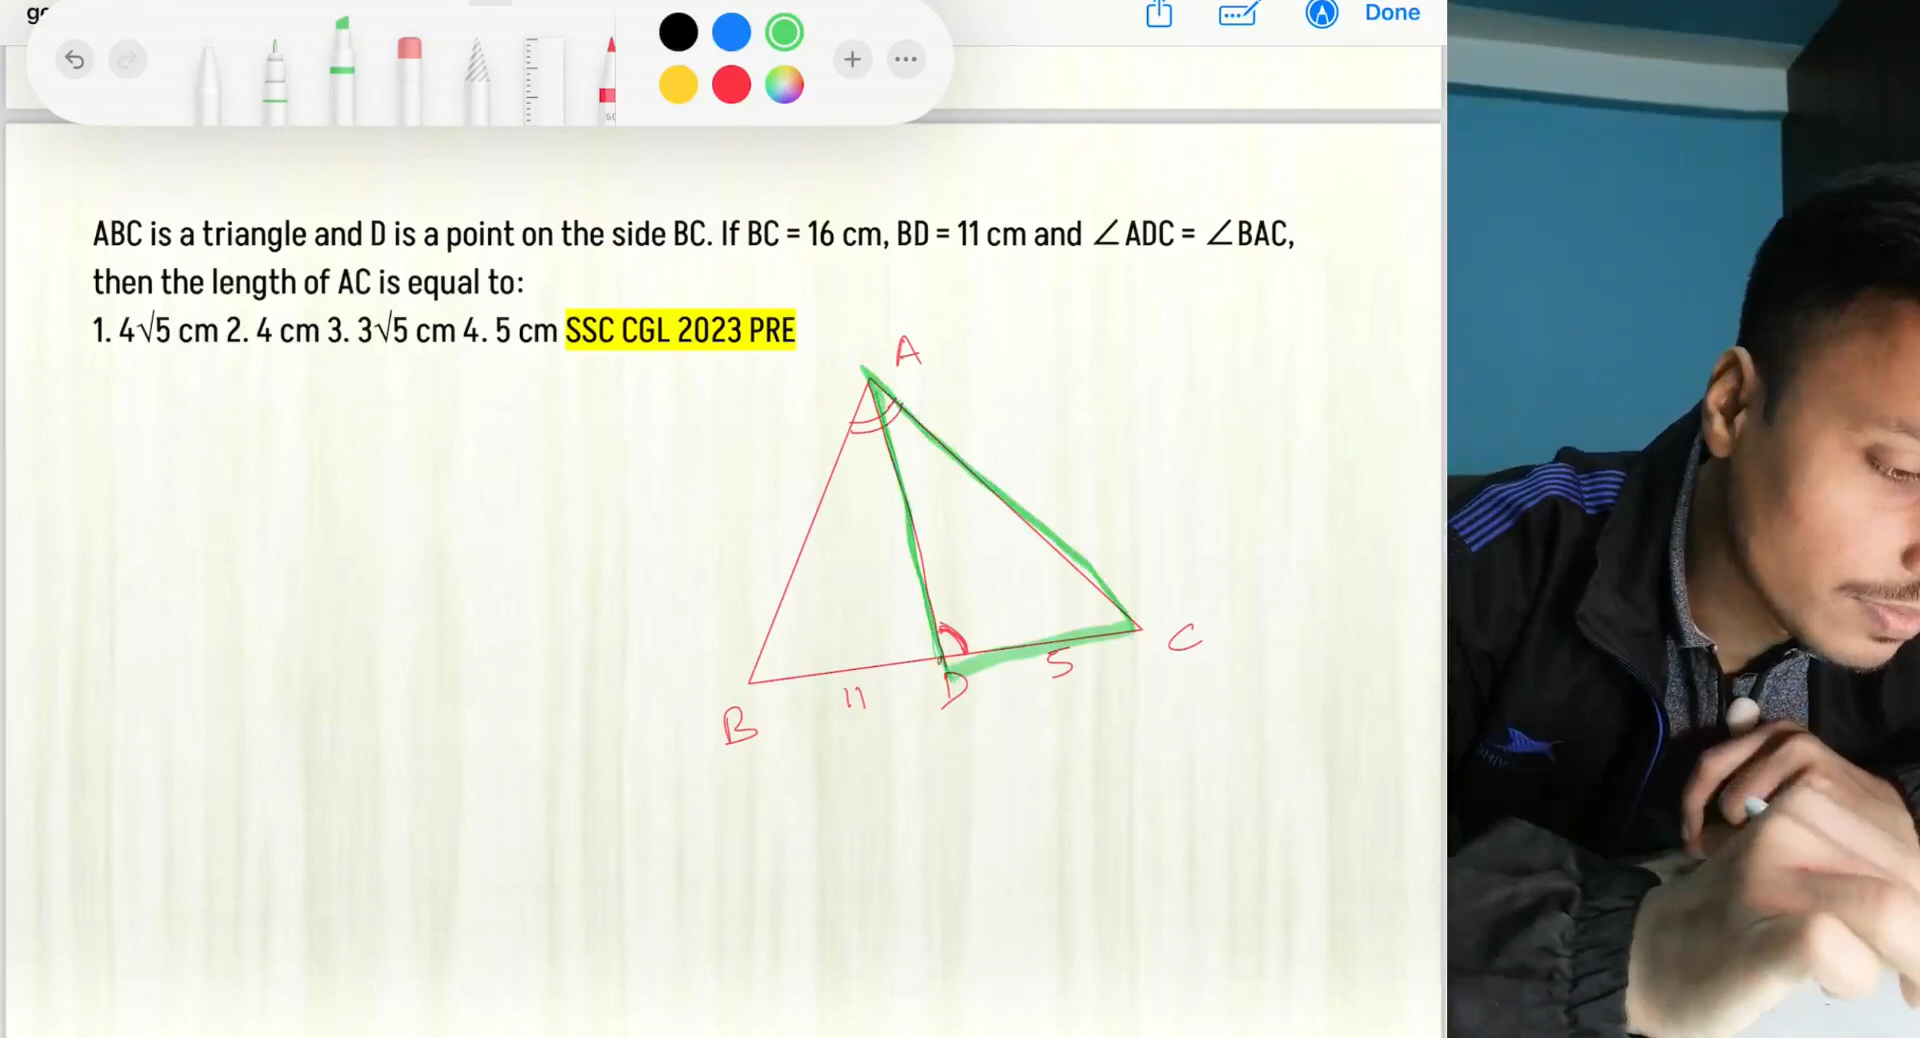 Done
ABC is a triangle and D is a point on the side BC. If BC = 16 cm, BD = 11 cm and ∠ADC = ∠BAC,
then the length of AC is equal to:
1. 4√5 cm 2. 4 cm 3. 3√5 cm 4. 5 cm SSC CGL 2023 PRE
A
C
5
D
11
B